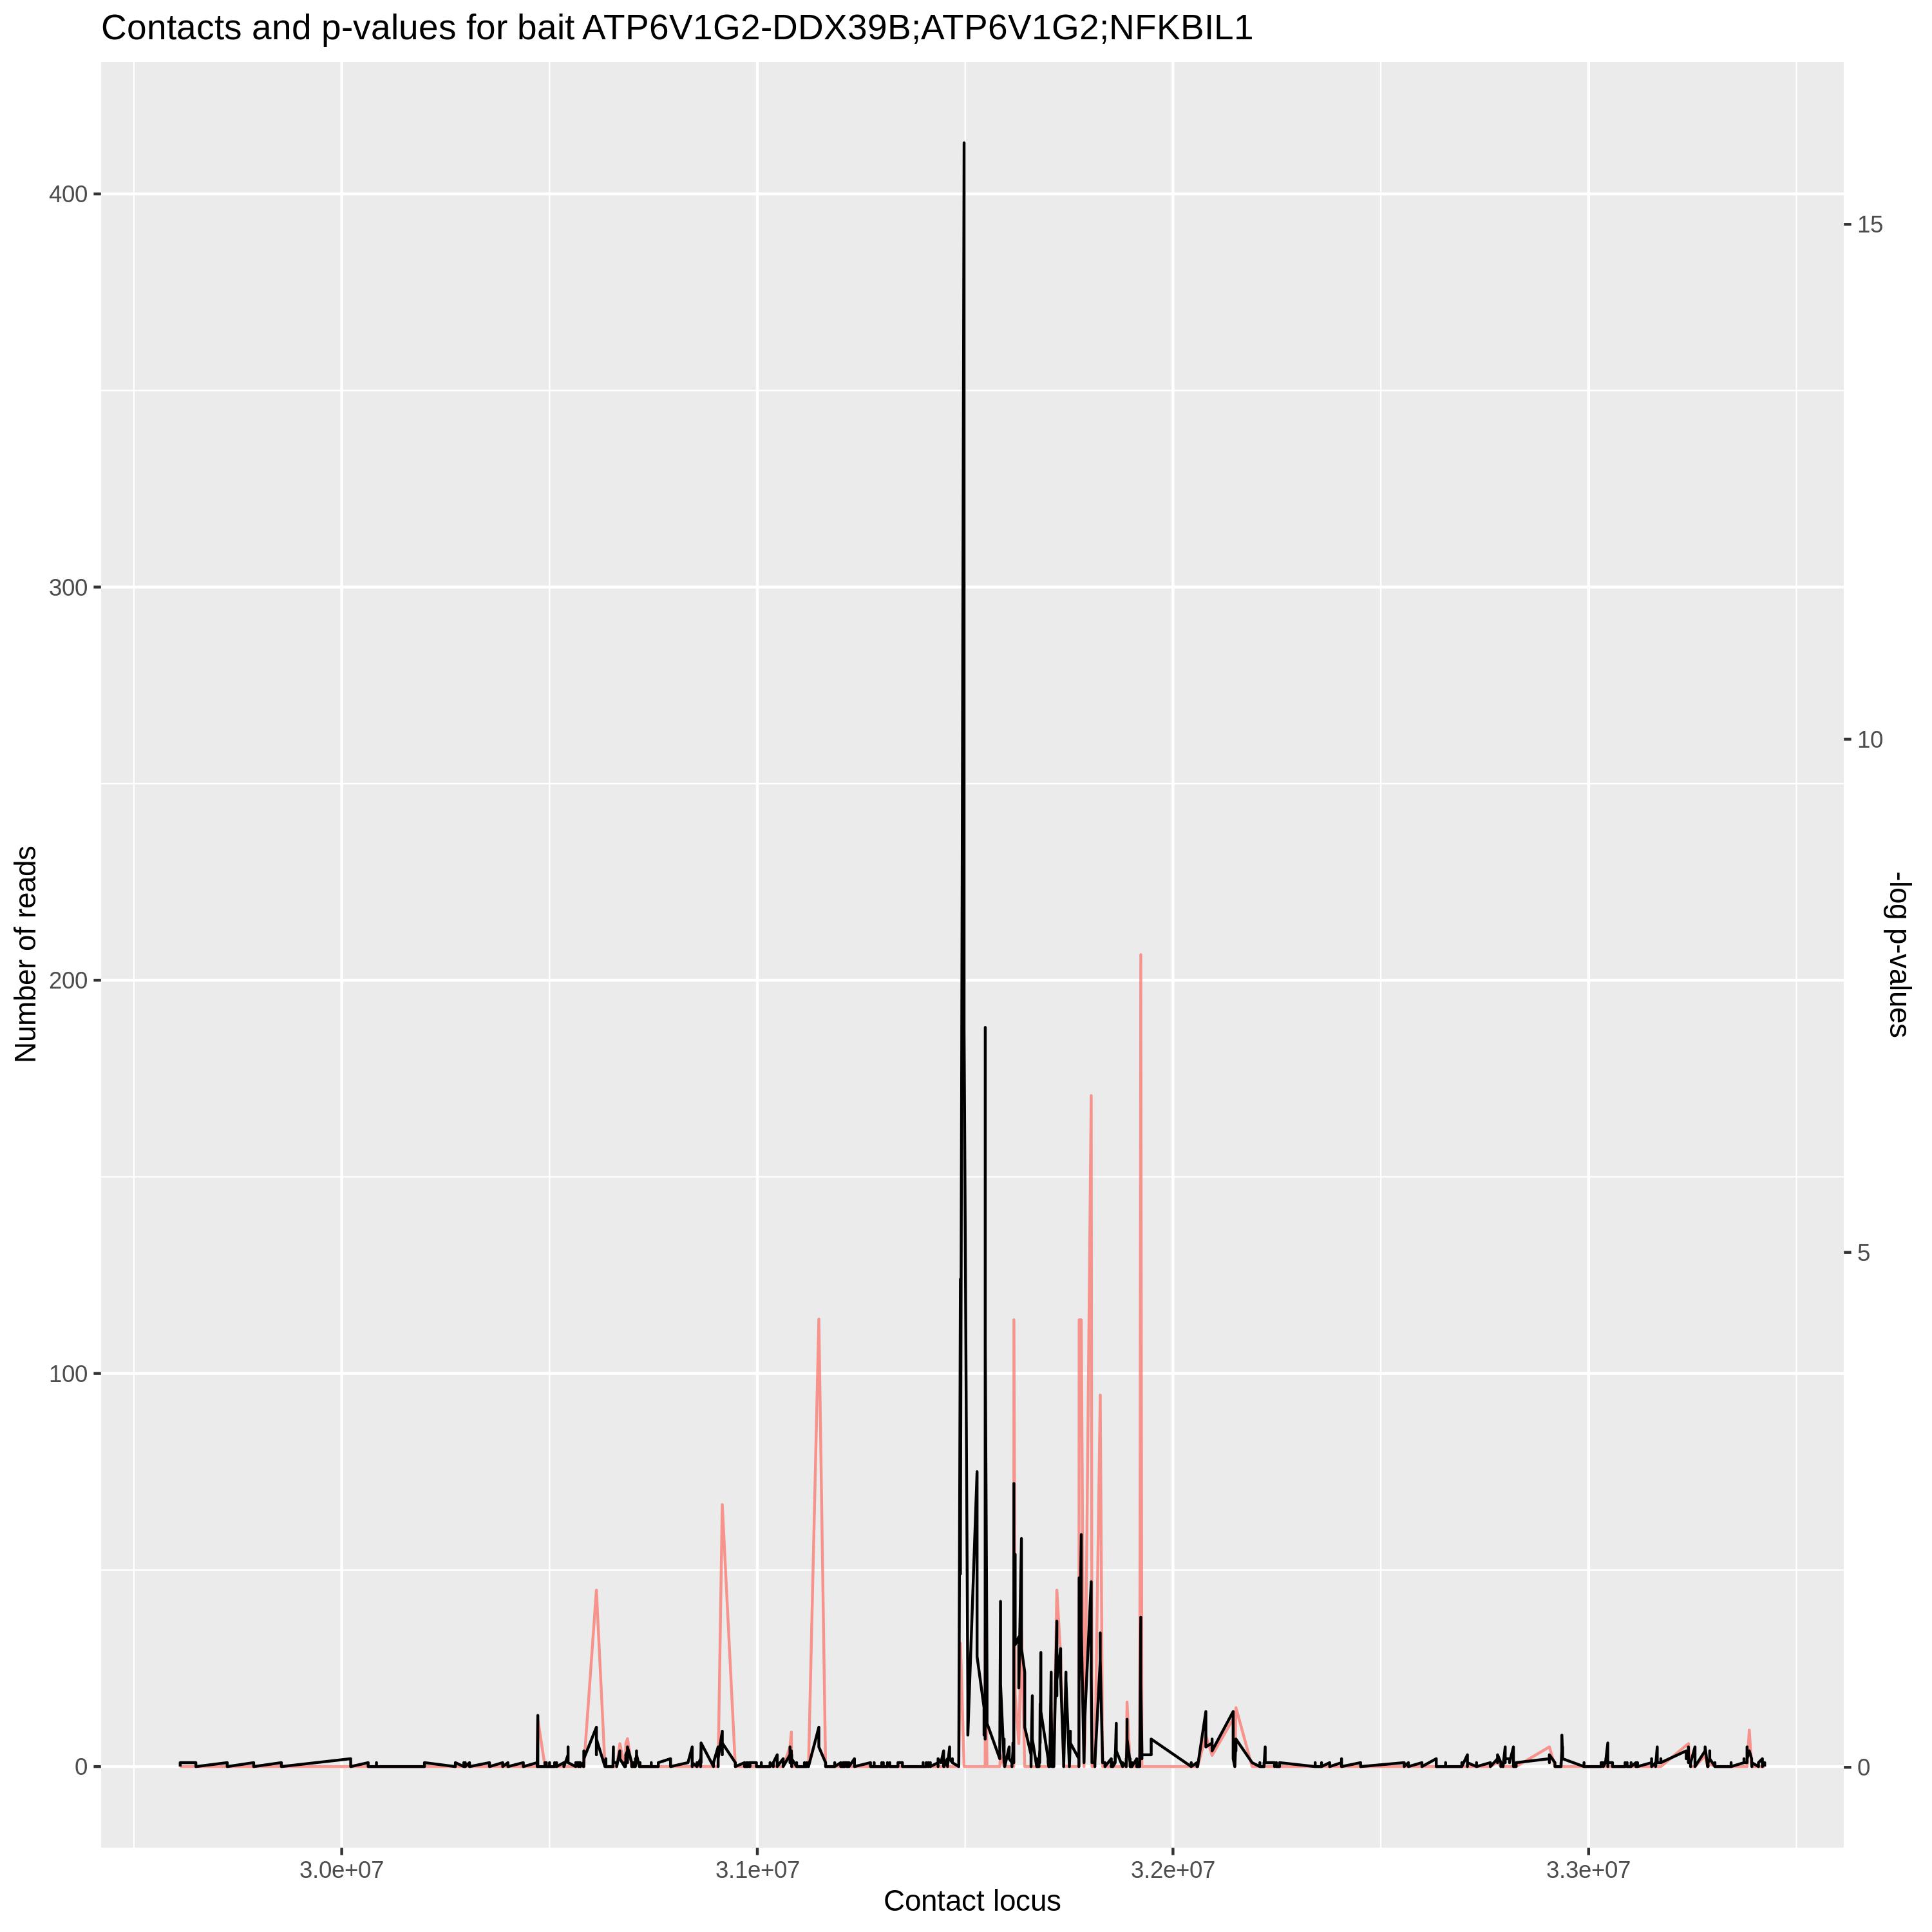 Contacts and p-values for bait ATP6V1G2-DDX39B;ATP6V1G2;NFKBIL1
400
300
200
100
0
15
10
5
0
Number of reads
-log p-values
3.0e+07 3.1e+07 3.2e+07 3.3e+07
Contact locus